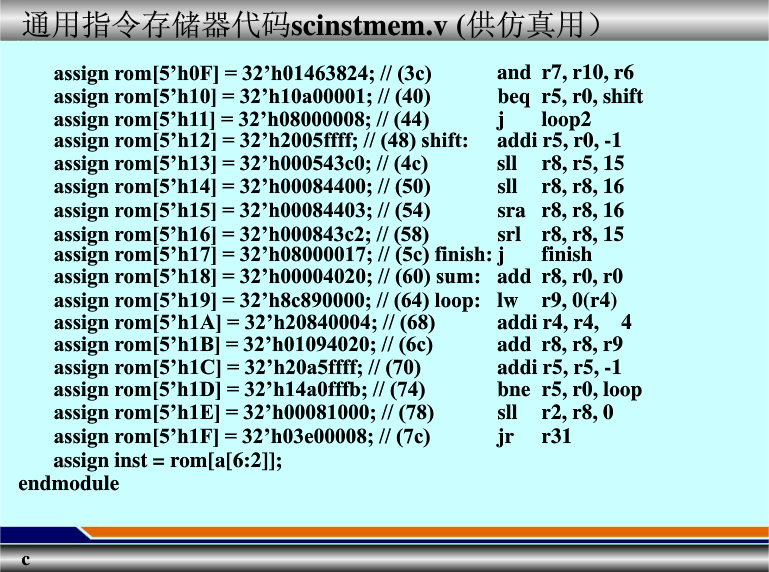 通用指令存储器代码scinstmem.v (供仿真用）
assign rom[5’h0F] = 32’h01463824; // (3c) and r7, r10, r6
assign rom[5’h10] = 32’h10a00001; // (40) beq r5, r0, shift
assign rom[5’h11] = 32’h08000008; // (44) j loop2
assign rom[5’h12] = 32’h2005ffff; // (48) shift: addi r5, r0, -1
assign rom[5’h13] = 32’h000543c0; // (4c) sll r8, r5, 15
assign rom[5’h14] = 32’h00084400; // (50) sll r8, r8, 16
assign rom[5’h15] = 32’h00084403; // (54) sra r8, r8, 16
assign rom[5’h16] = 32’h000843c2; // (58) srl r8, r8, 15
assign rom[5’h17] = 32’h08000017; // (5c) finish: j finish
assign rom[5’h18] = 32’h00004020; // (60) sum: add r8, r0, r0
assign rom[5’h19] = 32’h8c890000; // (64) loop: lw r9, 0(r4)
assign rom[5’h1A] = 32’h20840004; // (68) addi r4, r4, 4
assign rom[5’h1B] = 32’h01094020; // (6c) add r8, r8, r9
assign rom[5’h1C] = 32’h20a5ffff; // (70) addi r5, r5, -1
assign rom[5’h1D] = 32’h14a0fffb; // (74) bne r5, r0, loop
assign rom[5’h1E] = 32’h00081000; // (78) sll r2, r8, 0
assign rom[5’h1F] = 32’h03e00008; // (7c) jr r31
assign inst = rom[a[6:2]];
endmodule
c